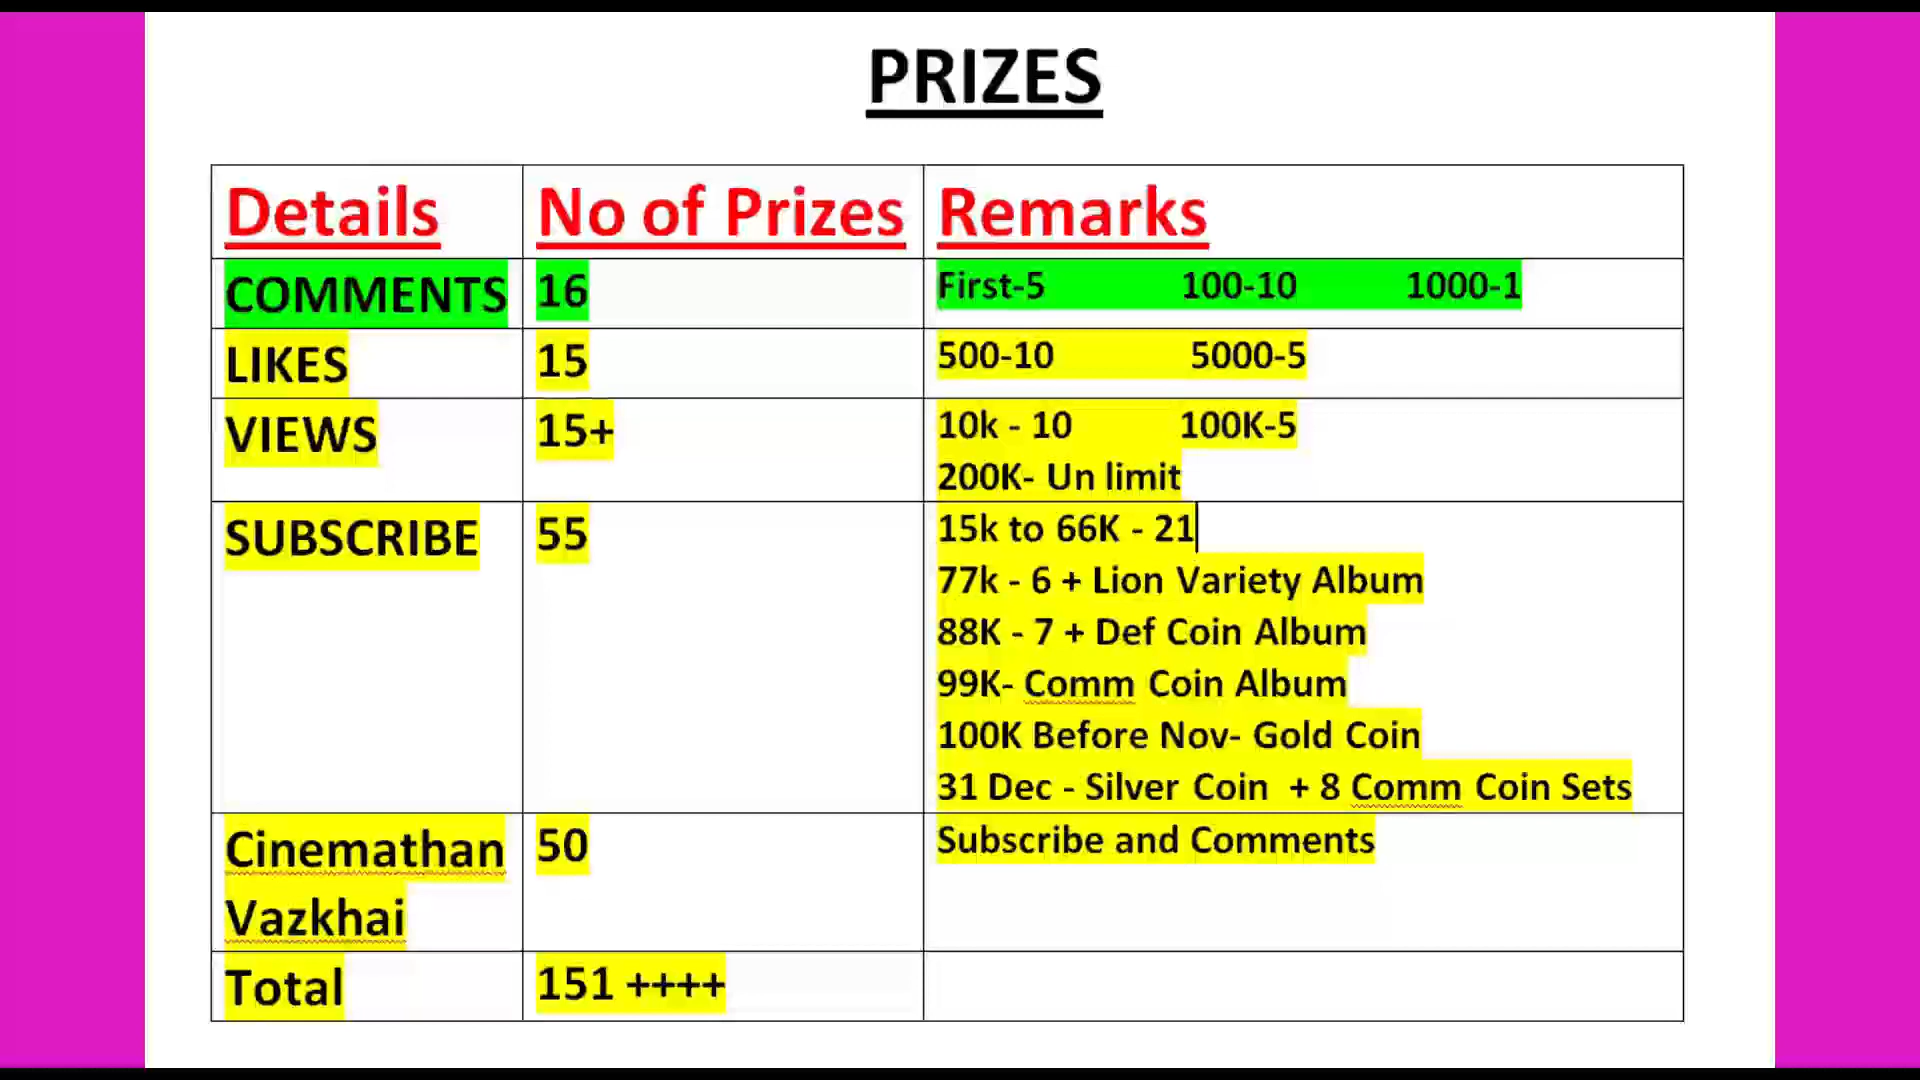 PRIZES
Details No of Prizes Remarks
COMMENTS 16 First-5 100-10 1000-1
LIKES 15 500-10 5000-5
VIEWS 15+ 10k - 10 100K-5
200K- Un limit
SUBSCRIBE 55 15k to 66K - 21
77k - 6 + Lion Variety Album
88K - 7 + Def Coin Album
99K- Comm Coin Album
100K Before Nov- Gold Coin
31 Dec - Silver Coin + 8 Comm Coin Sets
Cinemathan 50 Subscribe and Comments
Vazkhai
Total 151 ++++